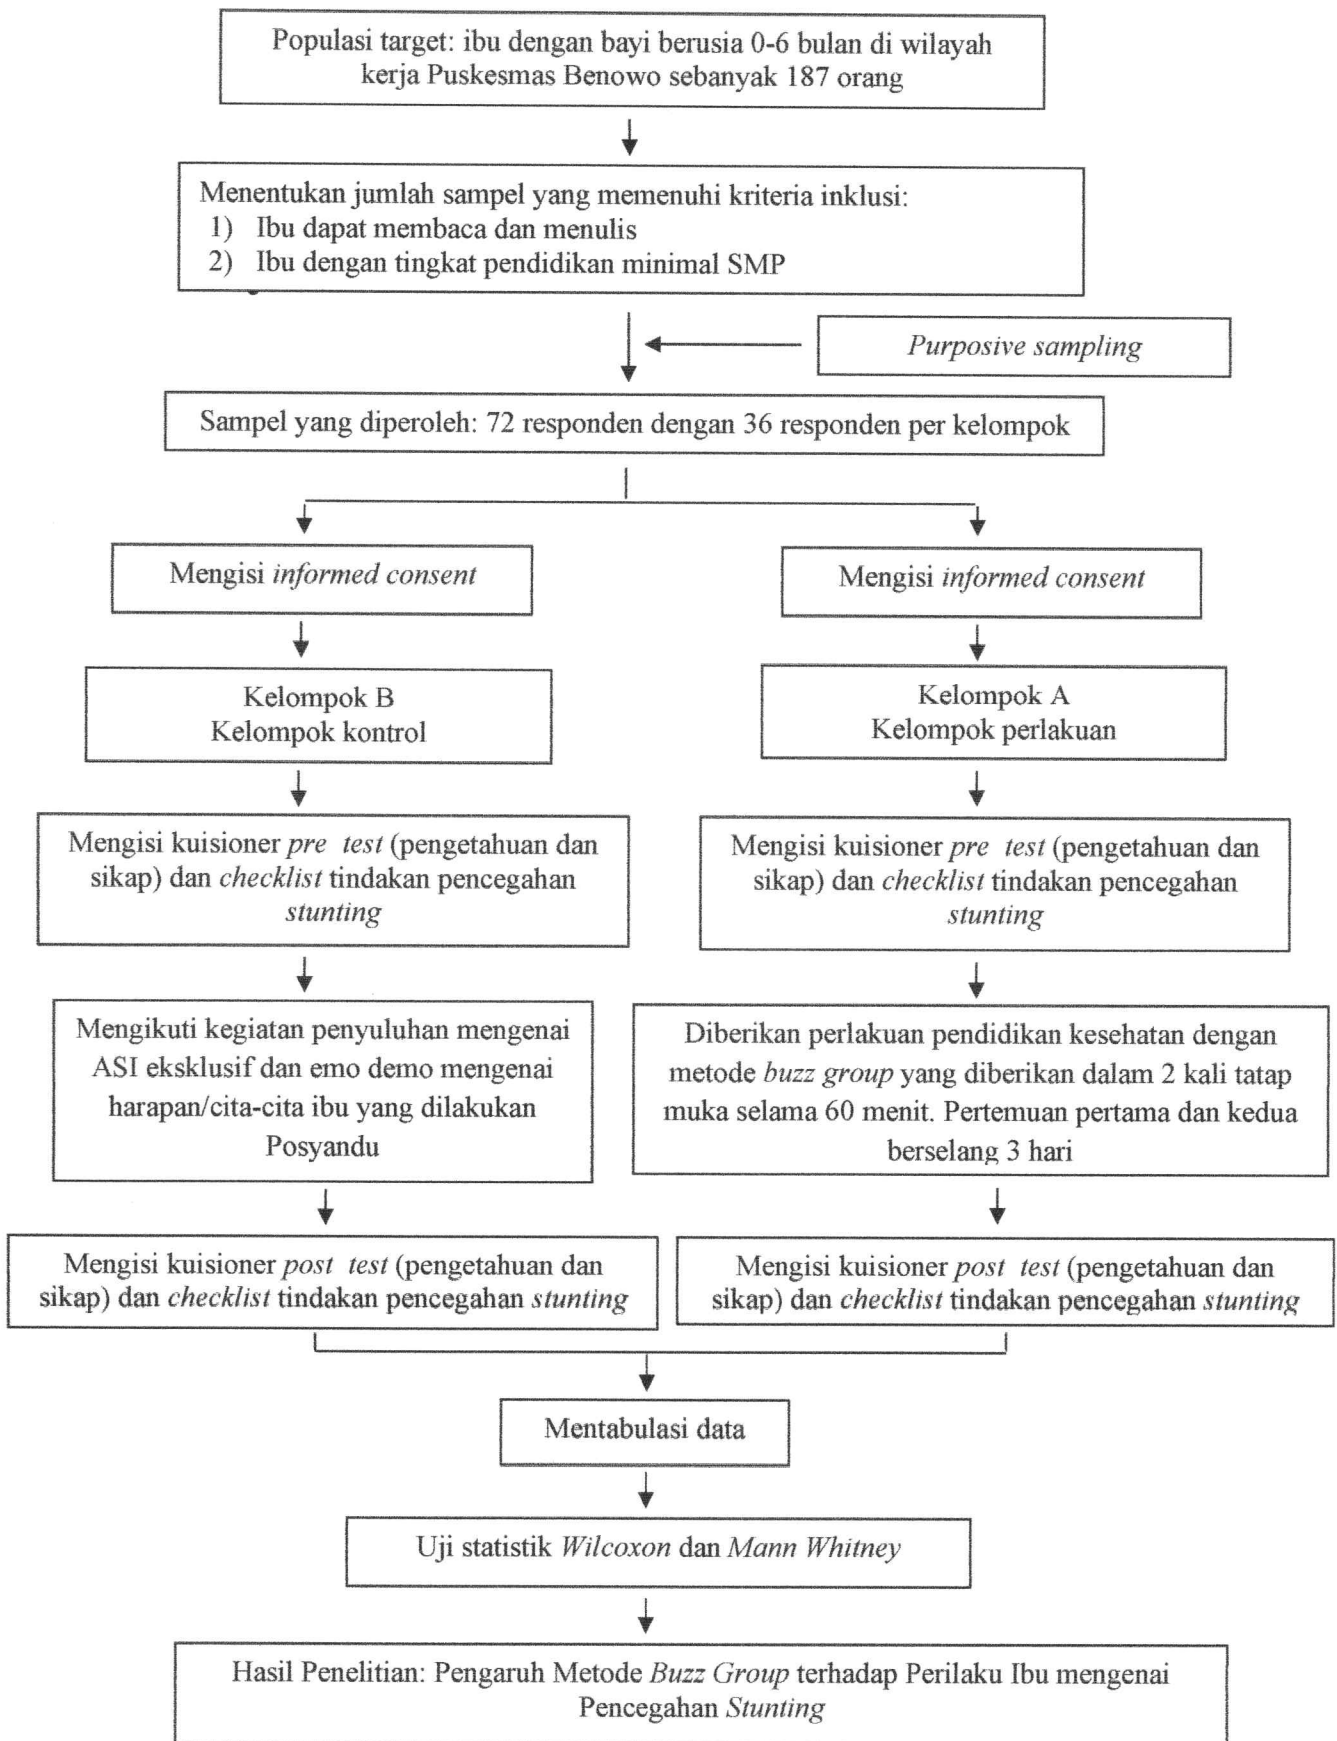 Populasi target: ibu dengan bayi berusia 0-6 bulan di wilayah
kerja Puskesmas Benowo sebanyak 187 orang
Menentukan jumlah sampel yang memenuhi kriteria inklusi:
1) Ibu dapat membaca dan menulis
2) Ibu dengan tingkat pendidikan minimal SMP
Purposive sampling
Sampel yang diperoleh: 72 responden dengan 36 responden per kelompok
Mengisi informed consent
Mengisi informed consent
Kelompok B
Kelompok kontrol
Kelompok A
Kelompok perlakuan
Mengisi kuisioner pre test (pengetahuan dan
sikap) dan checklist tindakan pencegahan
stunting
Mengisi kuisioner pre test (pengetahuan dan
sikap) dan checklist tindakan pencegahan
stunting
Mengikuti kegiatan penyuluhan mengenai
ASI eksklusif dan emo demo mengenai
harapan/cita-cita ibu yang dilakukan
Posyandu
Diberikan perlakuan pendidikan kesehatan dengan
metode buzz group yang diberikan dalam 2 kali tatap
muka selama 60 menit. Pertemuan pertama dan kedua
berselang 3 hari
Mengisi kuisioner post test (pengetahuan dan
sikap) dan checklist tindakan pencegahan stunting
Mengisi kuisioner post test (pengetahuan dan
sikap) dan checklist tindakan pencegahan stunting
Mentabulasi data
Uji statistik Wilcoxon dan Mann Whitney
Hasil Penelitian: Pengaruh Metode Buzz Group terhadap Perilaku Ibu mengenai
Pencegahan Stunting